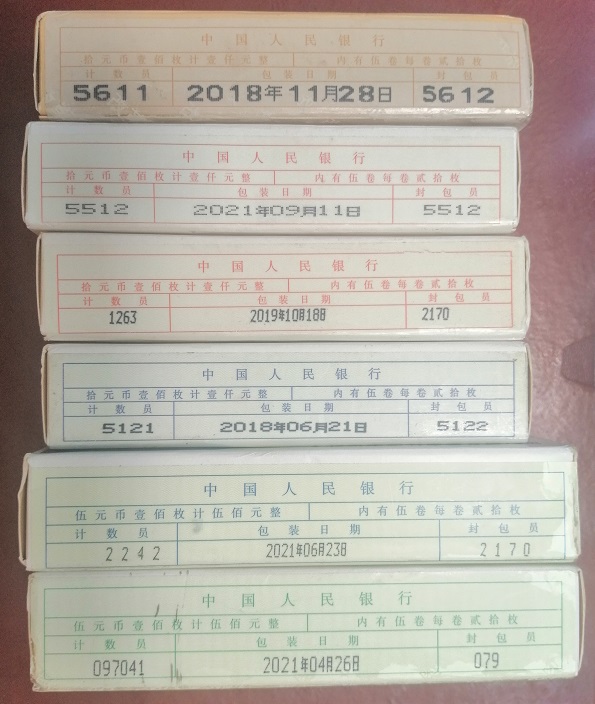 中国人民银行
拾元币壹佰枚计壹仟元整 内有伍卷每卷贰拾枚
计数员 包装日期 封包员
5611 2018年11月28日 5612
中国人民银行
拾元币壹佰枚计壹仟元整 内有伍卷每卷贰拾枚
计数员 包装日期 封包员
5512 2021年09月11日 5512
中国人民银行
拾元币壹佰枚计壹仟元整 内有伍卷每卷贰拾枚
计数员 包装日期 封包员
1263 2019年10月18日 2170
中国人民银行
拾元币壹佰枚计壹仟元整 内有伍卷每卷贰拾枚
计数员 包装日期 封包员
5121 2018年06月21日 5122
中国人民银行
伍元币壹佰枚计伍佰元整 内有伍卷每卷贰拾枚
计数员 包装日期 封包员
2242 2021年06月23日 2170
中国人民银行
伍元币壹佰枚计伍佰元整 内有伍卷每卷贰拾枚
计数员 包装日期 封包员
097041 2021年04月26日 079